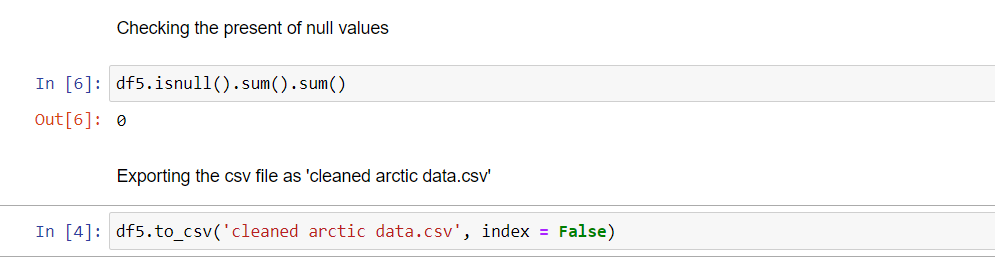 Checking the present of null values
In [6]: df5.isnull().sum().sum()
Out[6]: 0
Exporting the csv file as 'cleaned arctic data.csv'
In [4]: df5.to_csv('cleaned arctic data.csv', index = False)